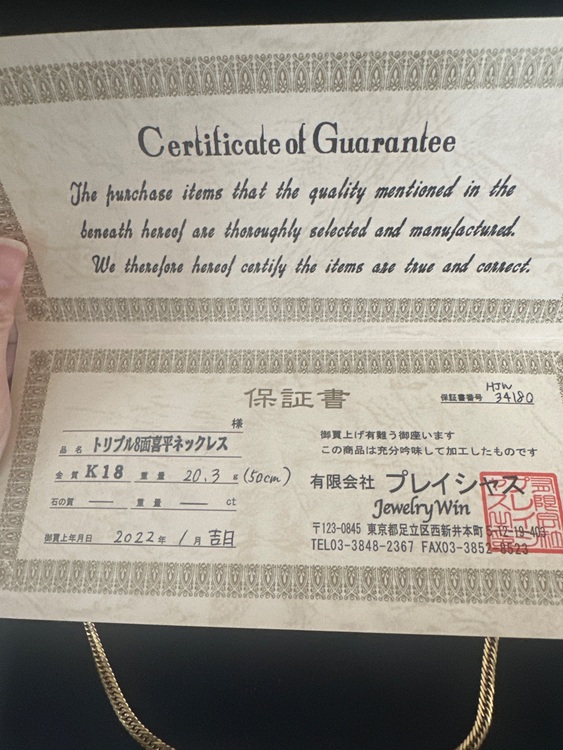 Certificate of Guarantee
The purchase items that the quality mentioned in the
beneath hereof are thoroughly selected and manufactured.
We therefore hereof certify the items are true and correct.
保証書
HJW
保証書番号 34180
様
品名 トリプル8面喜平ネックレス
金質 K18 重量 20.3 g (50cm)
石の質 — 重量 — ct
御買上年月日 2022年 1月 吉日
御買上げ有難う御座います
この商品は充分吟味して加工したものです
有限会社 プレイシャス
JewelryWin
〒123-0845 東京都足立区西新井本町5-12-19-403
TEL03-3848-2367 FAX03-3852-8523